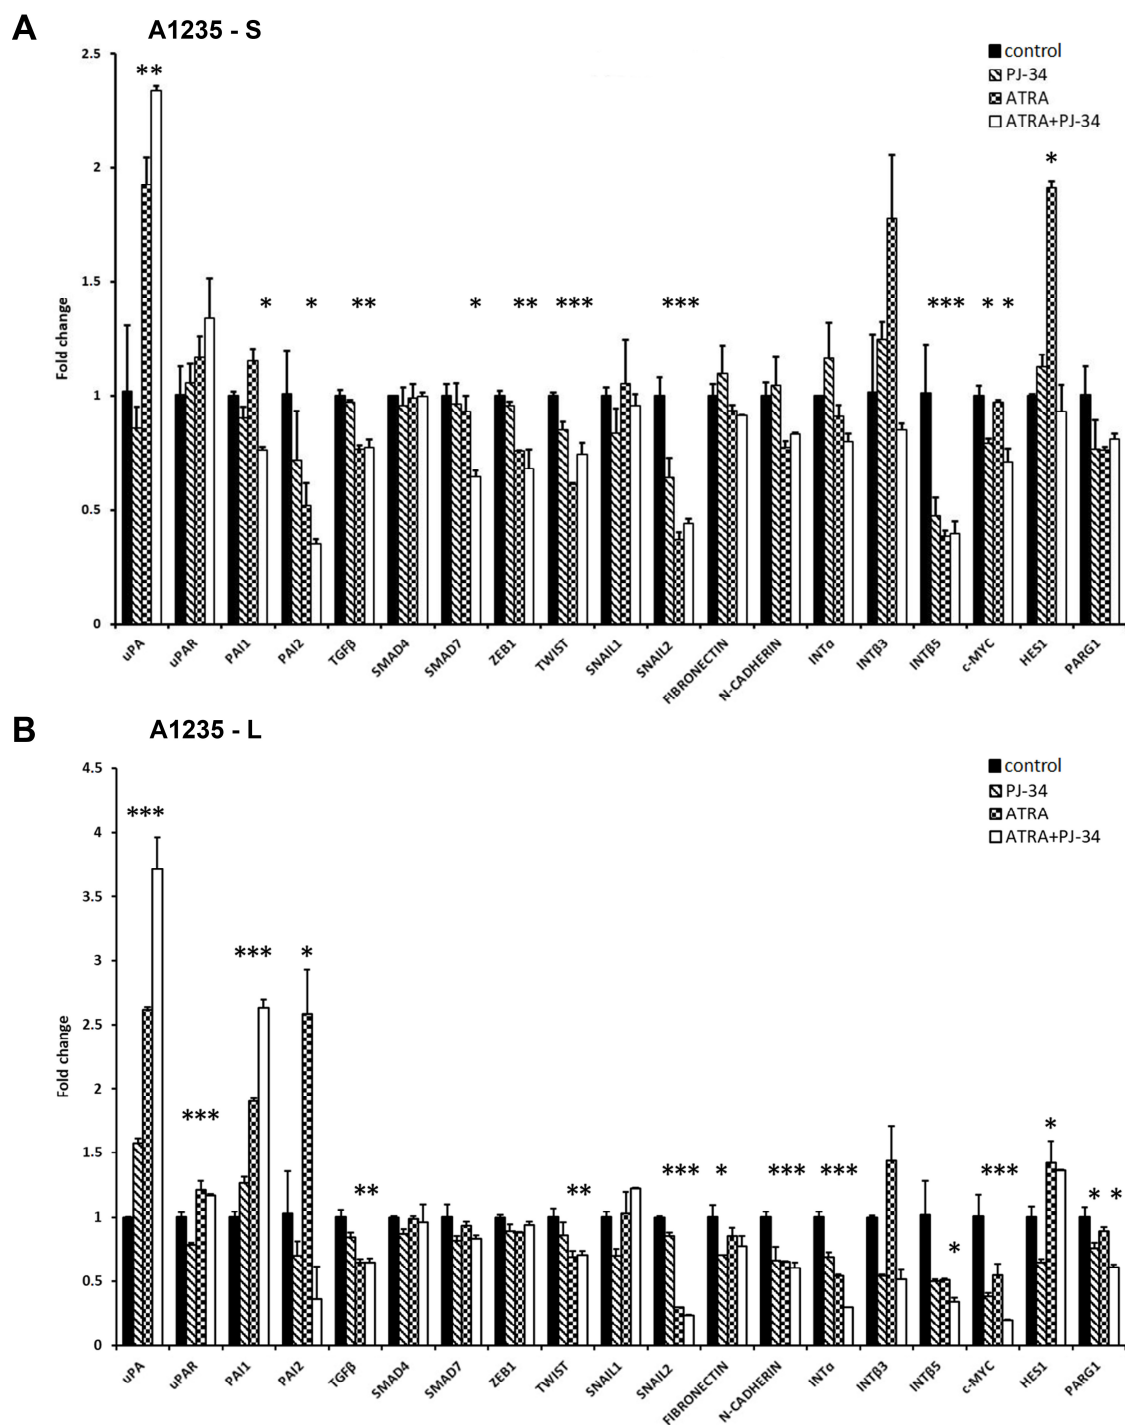 A
A1235 - S
control
PJ-34
ATRA
ATRA+PJ-34
Fold change
2.5
2
1.5
1
0.5
0
** * * ** * ** *** *** *** * * *
uPA uPAR PAI1 PAI2 TGFβ SMAD4 SMAD7 ZEB1 TWIST SNAIL1 SNAIL2 FIBRONECTIN N-CADHERIN INTα INTβ3 INTβ5 c-MYC HES1 PARG1
B
A1235 - L
control
PJ-34
ATRA
ATRA+PJ-34
Fold change
4.5
4
3.5
3
2.5
2
1.5
1
0.5
0
*** *** *** * ** ** *** * *** *** * *** * * *
uPA uPAR PAI1 PAI2 TGFβ SMAD4 SMAD7 ZEB1 TWIST SNAIL1 SNAIL2 FIBRONECTIN N-CADHERIN INTα INTβ3 INTβ5 c-MYC HES1 PARG1